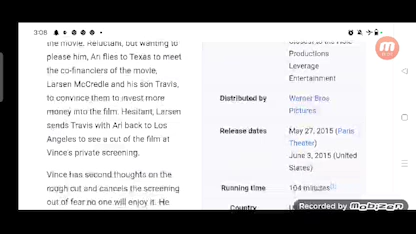 3:08
the movie. Reluctant, but wanting to
please him, Ari flies to Texas to meet
the co-financiers of the movie,
Larsen McCredle and his son Travis,
to convince them to invest more
money into the film. Hesitant, Larsen
sends Travis with Ari back to Los
Angeles to see a cut of the film at
Vince's private screening.
Vince has second thoughts on the
rough cut and cancels the screening
out of fear no one will enjoy it. He
Productions
Leverage
Entertainment
Distributed by
Warner Bros.
Pictures
Release dates
May 27, 2015 (Paris
Theater)
June 3, 2015 (United
States)
Running time
104 minutes
Country
Recorded by
mobizen